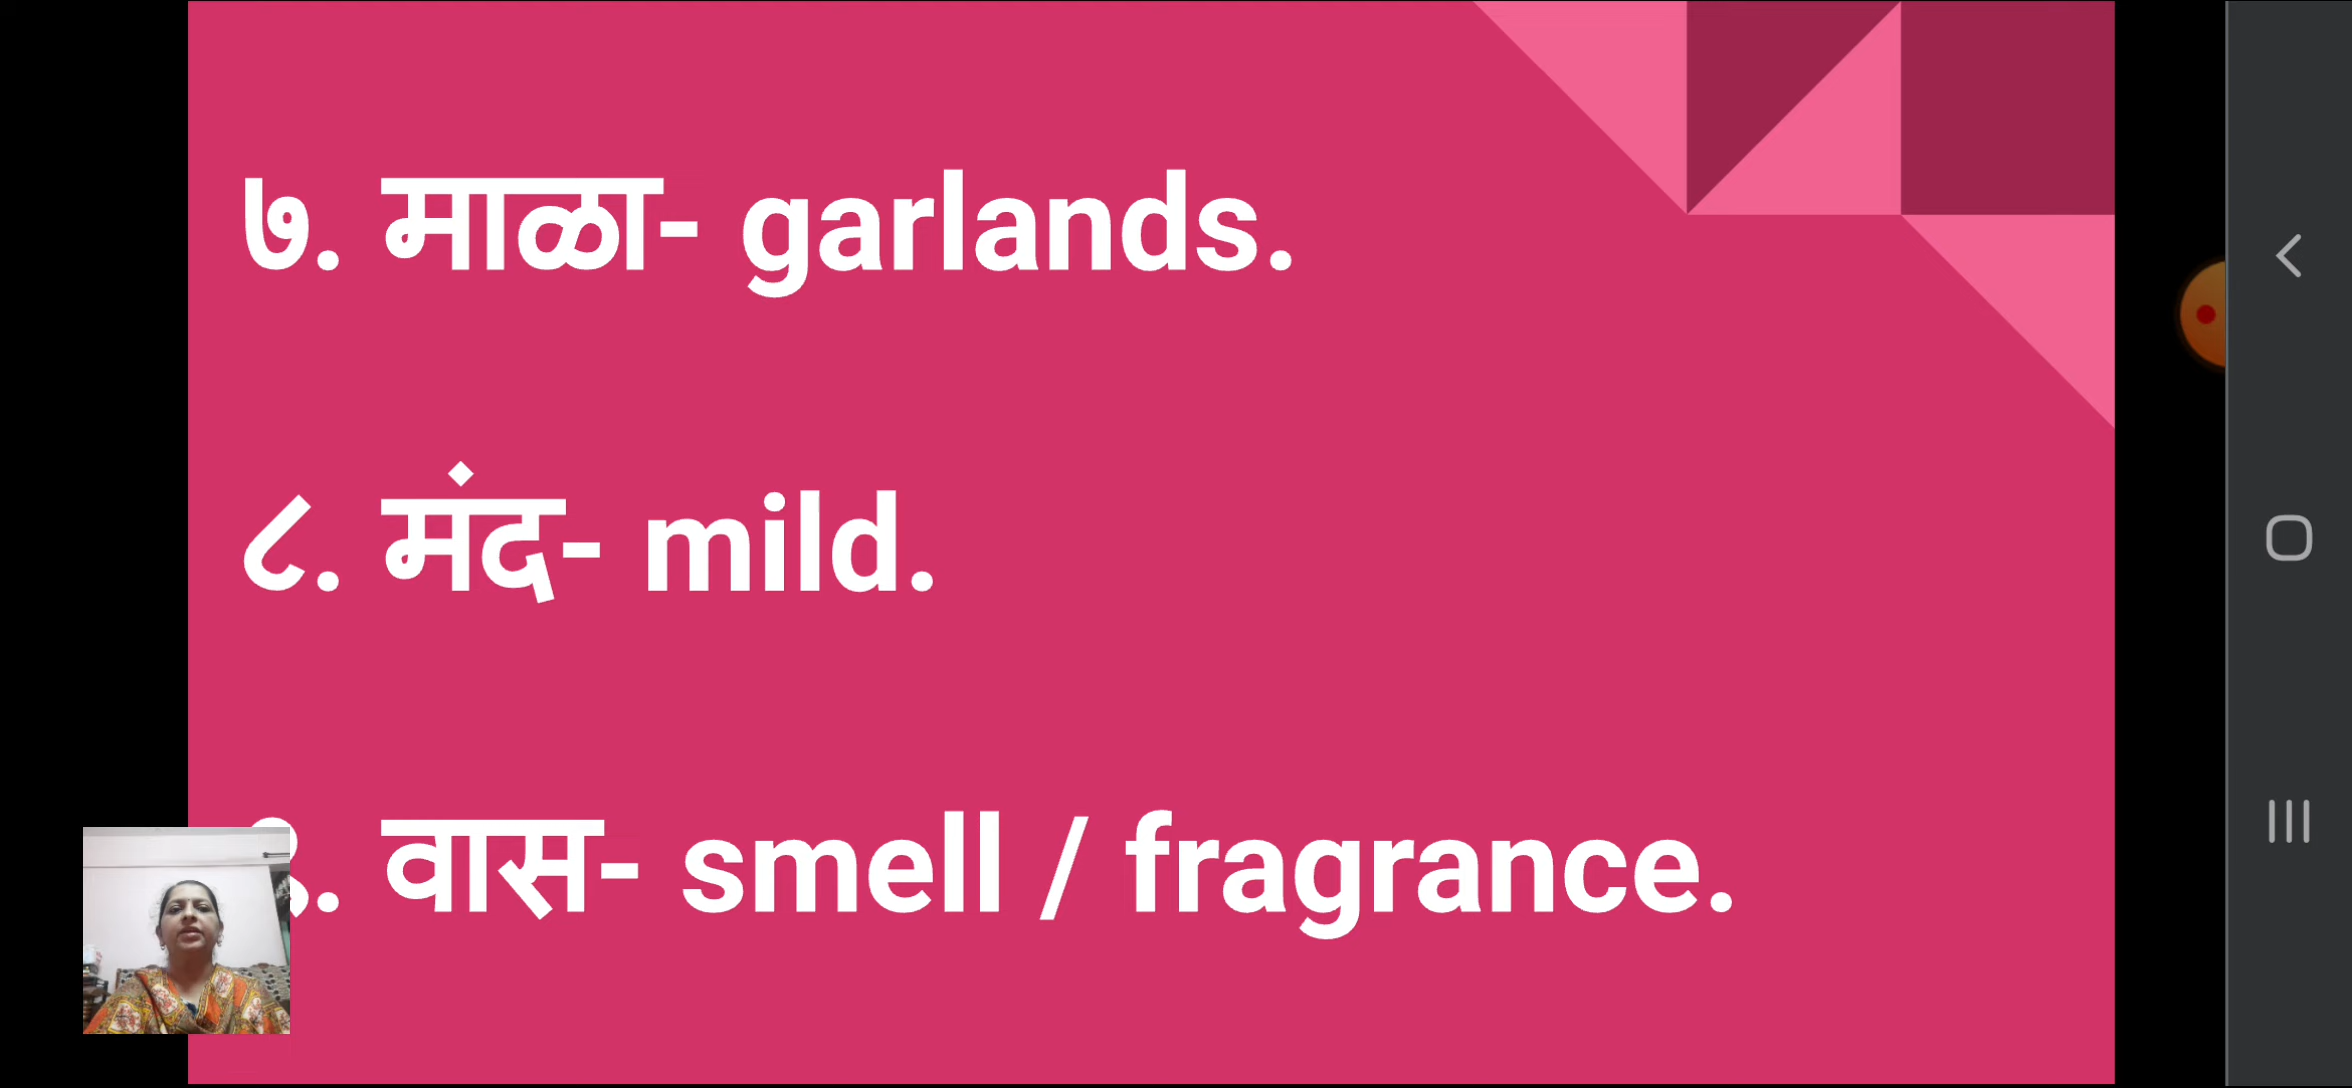 ७. माळा- garlands.
८. मंद- mild.
. वास- smell / fragrance.